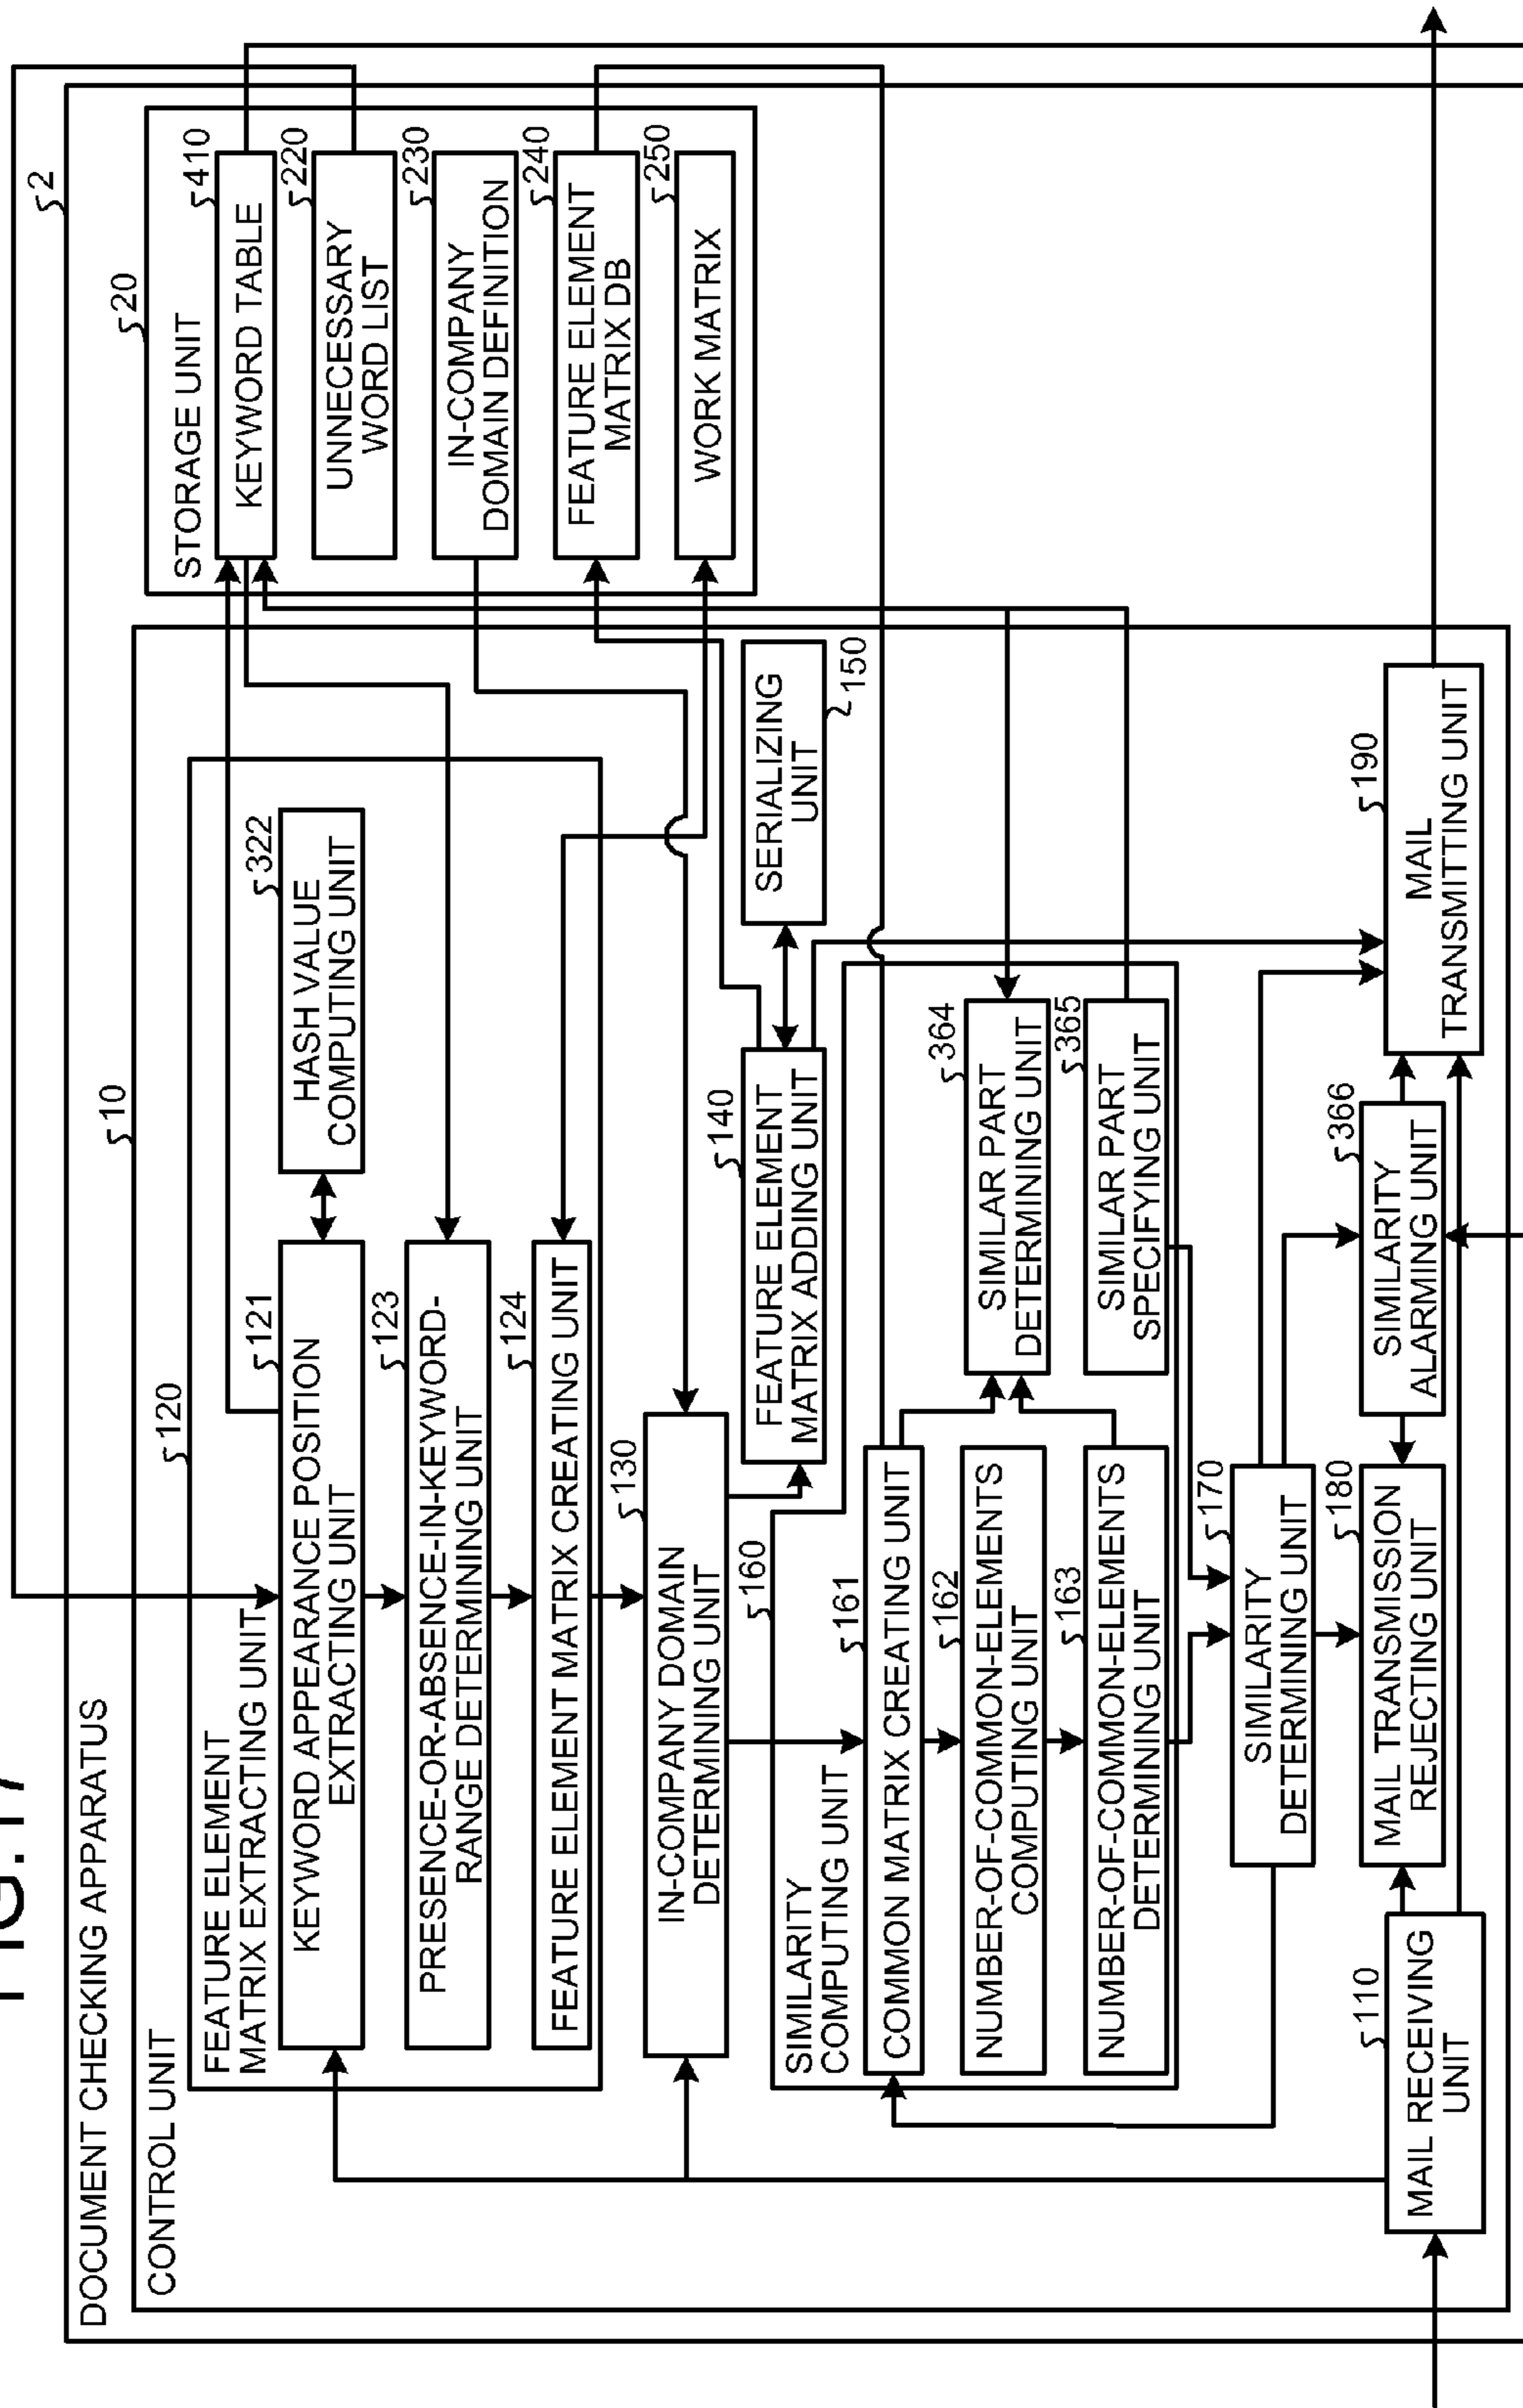 FIG.17
DOCUMENT CHECKING APPARATUS
2
CONTROL UNIT
10
STORAGE UNIT
20
FEATURE ELEMENT
MATRIX EXTRACTING UNIT
120
KEYWORD APPEARANCE POSITION
EXTRACTING UNIT
121
HASH VALUE
COMPUTING UNIT
322
PRESENCE-OR-ABSENCE-IN-KEYWORD-
RANGE DETERMINING UNIT
123
FEATURE ELEMENT MATRIX CREATING UNIT
124
KEYWORD TABLE
410
UNNECESSARY
WORD LIST
220
IN-COMPANY
DOMAIN DEFINITION
230
FEATURE ELEMENT
MATRIX DB
240
WORK MATRIX
250
IN-COMPANY DOMAIN
DETERMINING UNIT
130
FEATURE ELEMENT
MATRIX ADDING UNIT
140
SERIALIZING
UNIT
150
SIMILARITY
COMPUTING UNIT
160
COMMON MATRIX CREATING UNIT
161
NUMBER-OF-COMMON-ELEMENTS
COMPUTING UNIT
162
NUMBER-OF-COMMON-ELEMENTS
DETERMINING UNIT
163
SIMILAR PART
DETERMINING UNIT
364
SIMILAR PART
SPECIFYING UNIT
365
SIMILARITY
DETERMINING UNIT
170
MAIL RECEIVING
UNIT
110
MAIL TRANSMISSION
REJECTING UNIT
180
SIMILARITY
ALARMING UNIT
366
MAIL
TRANSMITTING UNIT
190